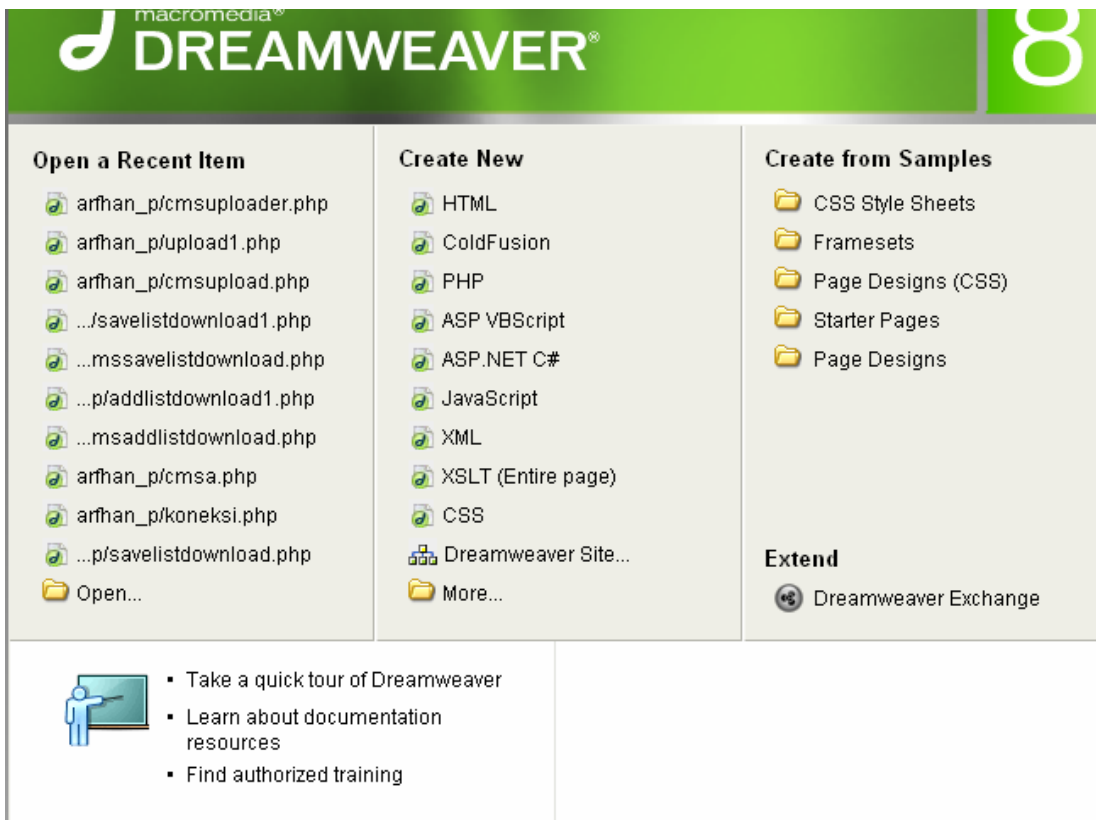 macromedia®
DREAMWEAVER®
8
Open a Recent Item
arfhan_p/cmsuploader.php
arfhan_p/upload1.php
arfhan_p/cmsupload.php
.../savelistdownload1.php
...mssavelistdownload.php
...p/addlistdownload1.php
...msaddlistdownload.php
arfhan_p/cmsa.php
arfhan_p/koneksi.php
...p/savelistdownload.php
Open...
Create New
HTML
ColdFusion
PHP
ASP VBScript
ASP.NET C#
JavaScript
XML
XSLT (Entire page)
CSS
Dreamweaver Site...
More...
Create from Samples
CSS Style Sheets
Framesets
Page Designs (CSS)
Starter Pages
Page Designs
Extend
Dreamweaver Exchange
▪ Take a quick tour of Dreamweaver
▪ Learn about documentation
resources
▪ Find authorized training